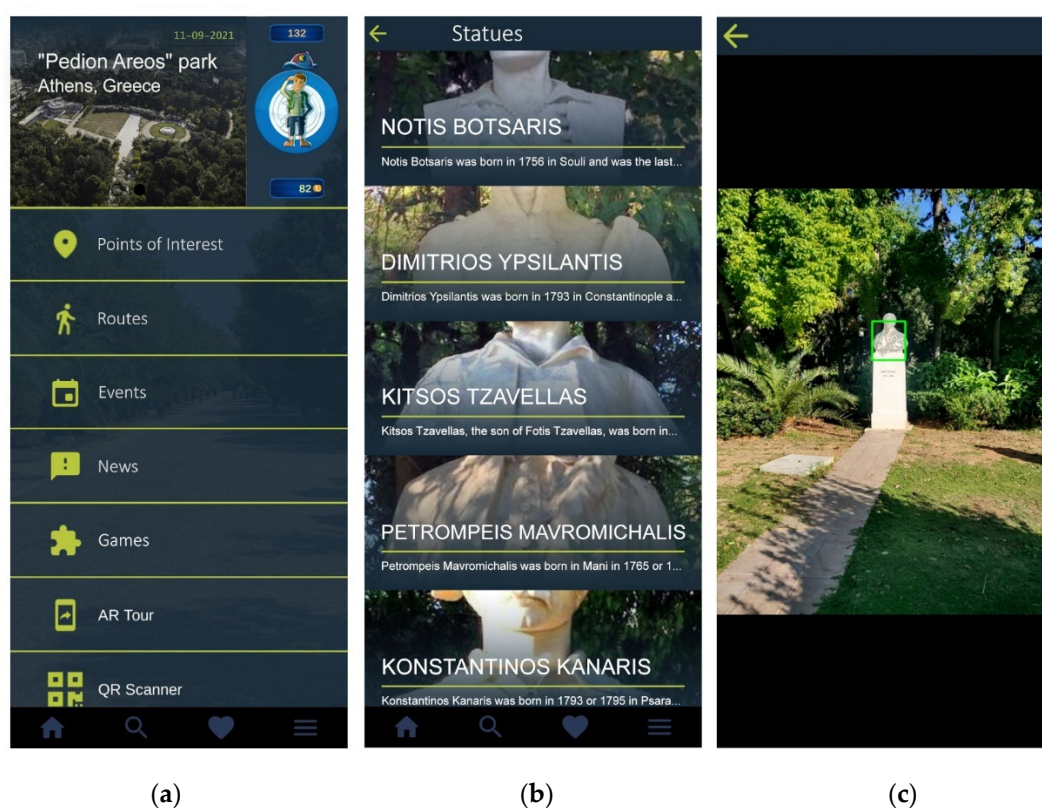 11-09-2021
132
"Pedion Areos" park
Athens, Greece
82
Points of Interest
Routes
Events
News
Games
AR Tour
QR Scanner
Statues
NOTIS BOTSARIS
Notis Botsaris was born in 1756 in Souli and was the last...
DIMITRIOS YPSILANTIS
Dimitrios Ypsilantis was born in 1793 in Constantinople a...
KITSOS TZAVELLAS
Kitsos Tzavellas, the son of Fotis Tzavellas, was born in...
PETROMPEIS MAVROMICHALIS
Petrompeis Mavromichalis was born in Mani in 1765 or 1...
KONSTANTINOS KANARIS
Konstantinos Kanaris was born in 1793 or 1795 in Psara...
(a)
(b)
(c)